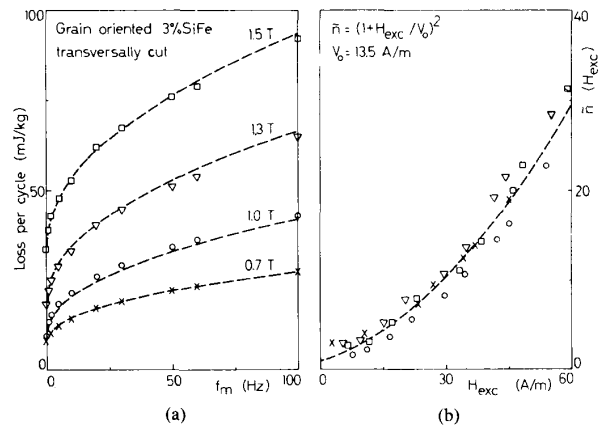 Grain oriented 3%SiFe
transversally cut
1.5 T
1.3 T
1.0 T
0.7 T
Loss per cycle (mJ/kg)
100
50
0
0
50
100
f_m (Hz)
(a)
ñ = (1+H_exc /V_o)²
V_o = 13.5 A/m
40
20
0
ñ (H_exc)
0
30
60
H_exc (A/m)
(b)